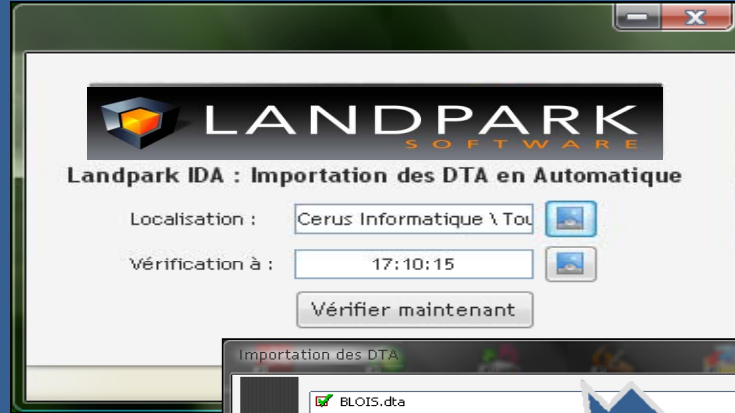 LANDPARK
SOFTWARE
Landpark IDA : Importation des DTA en Automatique
Localisation : Cerus Informatique \ Tou
Vérification à : 17:10:15
Vérifier maintenant
Importation des DTA
BLOIS.dta